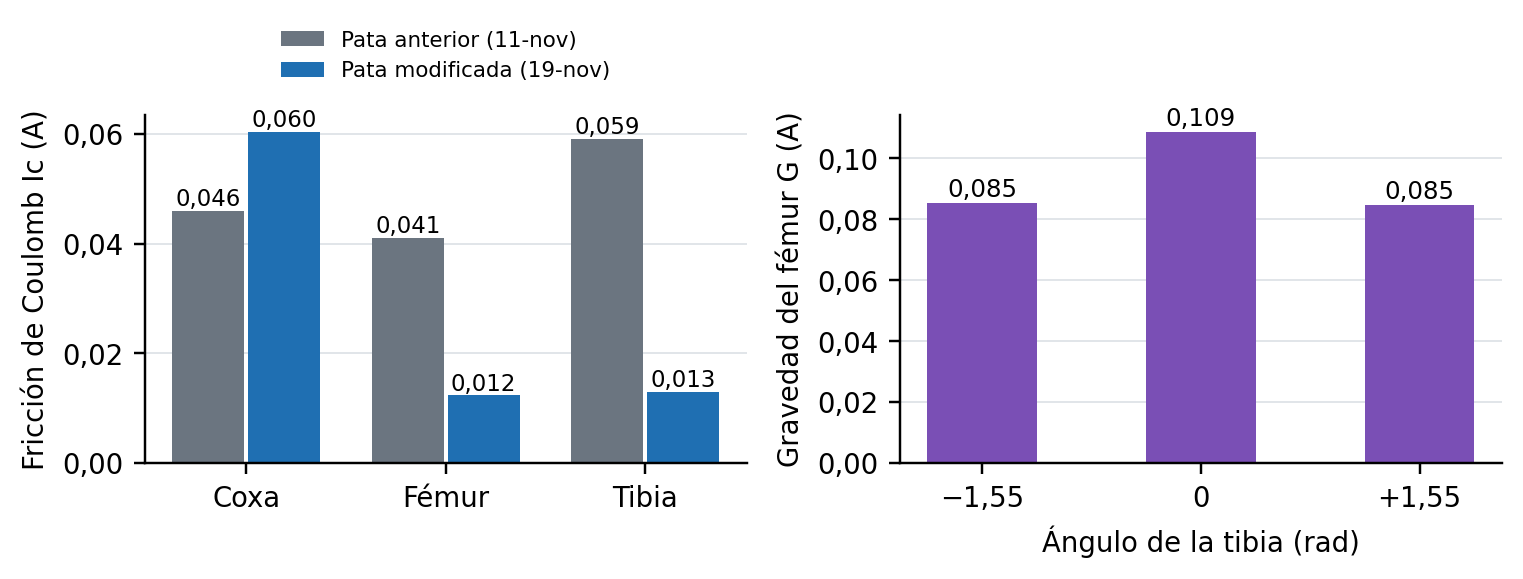 Pata anterior (11-nov)
Pata modificada (19-nov)
Fricción de Coulomb Ic (A)
0,06
0,04
0,02
0,00
0,046
0,060
0,041
0,012
0,059
0,013
Coxa
Fémur
Tibia
Gravedad del fémur G (A)
0,10
0,08
0,06
0,04
0,02
0,00
0,085
0,109
0,085
−1,55
0
+1,55
Ángulo de la tibia (rad)